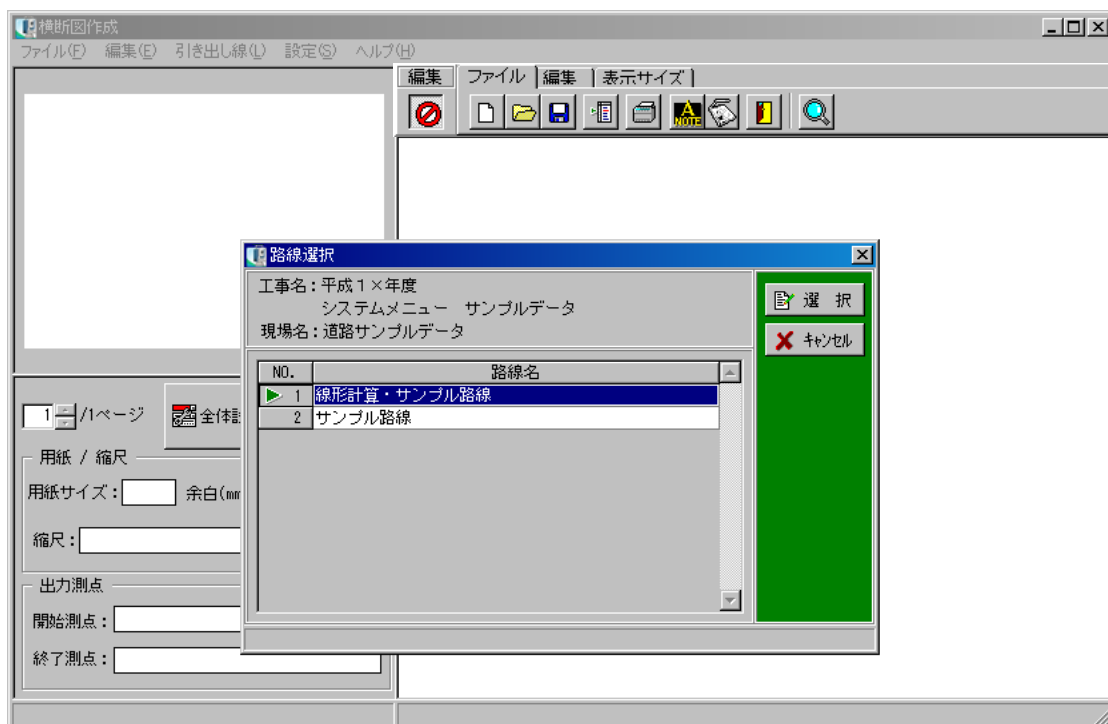 横断図作成
ファイル(F) 編集(E) 引き出し線(L) 設定(S) ヘルプ(H)
編集 ファイル 編集 表示サイズ
A
NOTE
路線選択
工事名：平成１×年度
システムメニュー サンプルデータ
現場名：道路サンプルデータ
選 択
キャンセル
NO. 路線名
1 線形計算・サンプル路線
2 サンプル路線
1 /1ページ 全体
用紙 / 縮尺
用紙サイズ： 余白(mm
縮尺：
出力測点
開始測点：
終了測点：